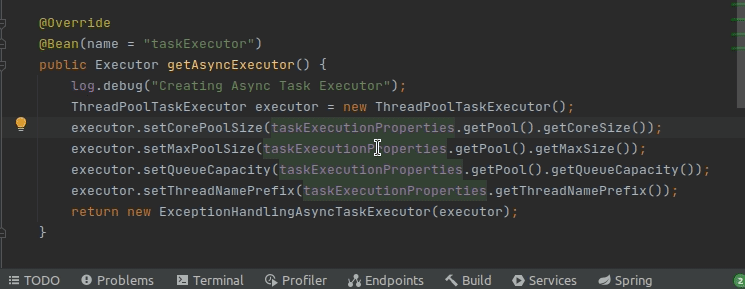 @Override
@Bean(name = "taskExecutor")
public Executor getAsyncExecutor() {
    log.debug("Creating Async Task Executor");
    ThreadPoolTaskExecutor executor = new ThreadPoolTaskExecutor();
    executor.setCorePoolSize(taskExecutionProperties.getPool().getCoreSize());
    executor.setMaxPoolSize(taskExecutionProperties.getPool().getMaxSize());
    executor.setQueueCapacity(taskExecutionProperties.getPool().getQueueCapacity());
    executor.setThreadNamePrefix(taskExecutionProperties.getThreadNamePrefix());
    return new ExceptionHandlingAsyncTaskExecutor(executor);
}
TODO Problems Terminal Profiler Endpoints Build Services Spring 2